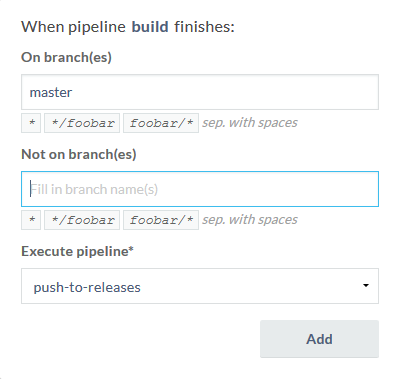 When pipeline build finishes:
On branch(es)
master
* */foobar foobar/* sep. with spaces
Not on branch(es)
Fill in branch name(s)
* */foobar foobar/* sep. with spaces
Execute pipeline*
push-to-releases
Add